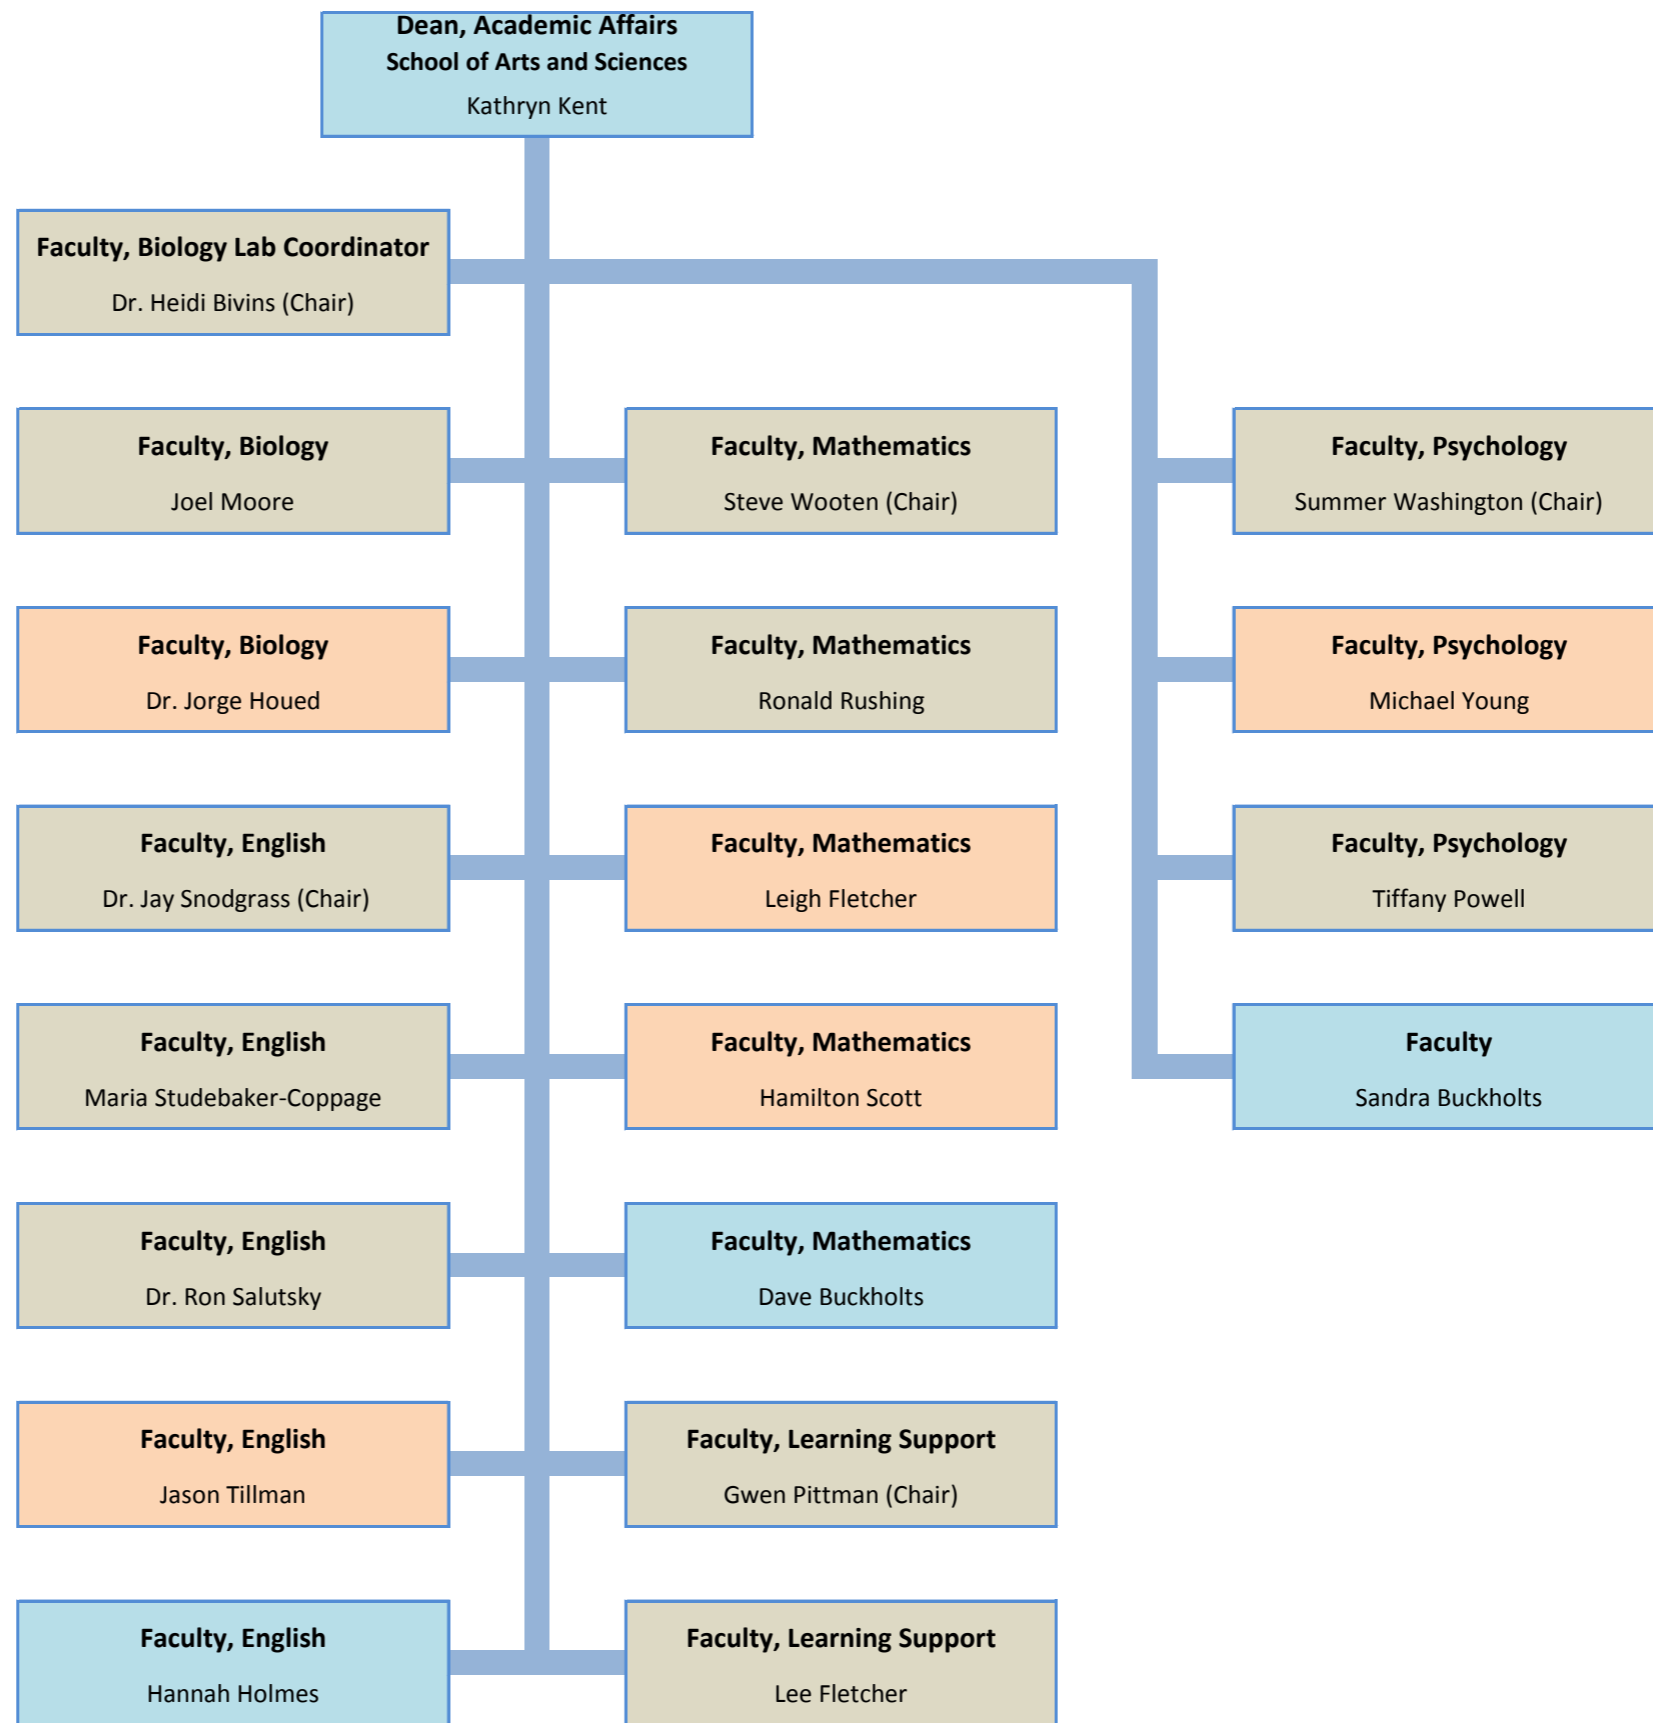 Dean, Academic Affairs
School of Arts and Sciences
Kathryn Kent
Faculty, Biology Lab Coordinator
Dr. Heidi Bivins (Chair)
Faculty, Biology
Joel Moore
Faculty, Mathematics
Steve Wooten (Chair)
Faculty, Psychology
Summer Washington (Chair)
Faculty, Biology
Dr. Jorge Houed
Faculty, Mathematics
Ronald Rushing
Faculty, Psychology
Michael Young
Faculty, English
Dr. Jay Snodgrass (Chair)
Faculty, Mathematics
Leigh Fletcher
Faculty, Psychology
Tiffany Powell
Faculty, English
Maria Studebaker-Coppage
Faculty, Mathematics
Hamilton Scott
Faculty
Sandra Buckholts
Faculty, English
Dr. Ron Salutsky
Faculty, Mathematics
Dave Buckholts
Faculty, English
Jason Tillman
Faculty, Learning Support
Gwen Pittman (Chair)
Faculty, English
Hannah Holmes
Faculty, Learning Support
Lee Fletcher